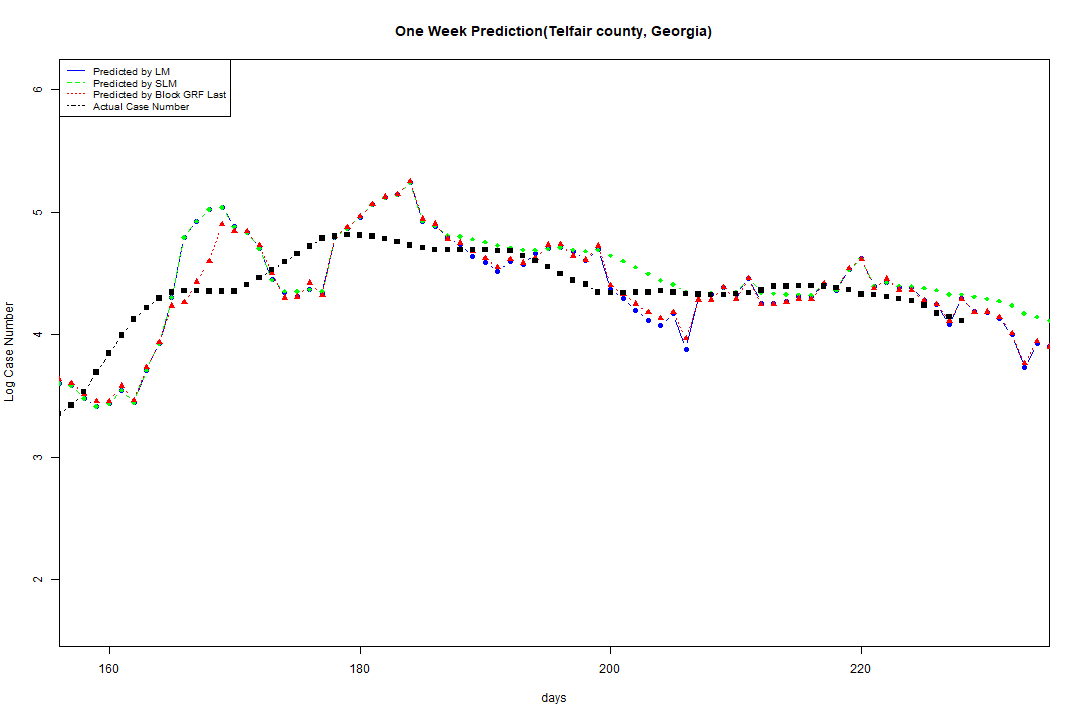 One Week Prediction(Telfair county, Georgia)
Predicted by LM
Predicted by SLM
Predicted by Block GRF Last
Actual Case Number
6
5
4
3
2
Log Case Number
160 180 200 220
days